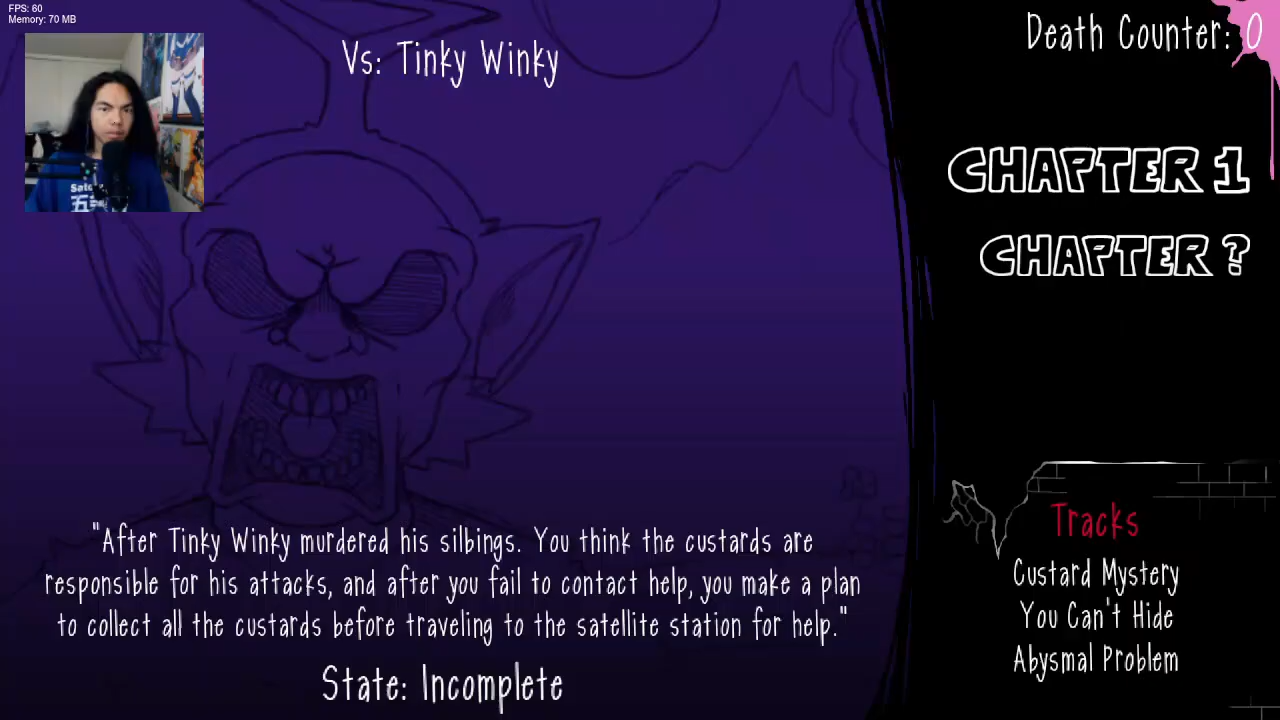 FPS: 60
Memory: 70 MB
Vs: Tinky Winky
Death Counter: 0
CHAPTER 1
CHAPTER ?
"After Tinky Winky murdered his silbings. You think the custards are
responsible for his attacks, and after you fail to contact help, you make a plan
to collect all the custards before traveling to the satellite station for help."
State: Incomplete
Tracks
Custard Mystery
You Can't Hide
Abysmal Problem